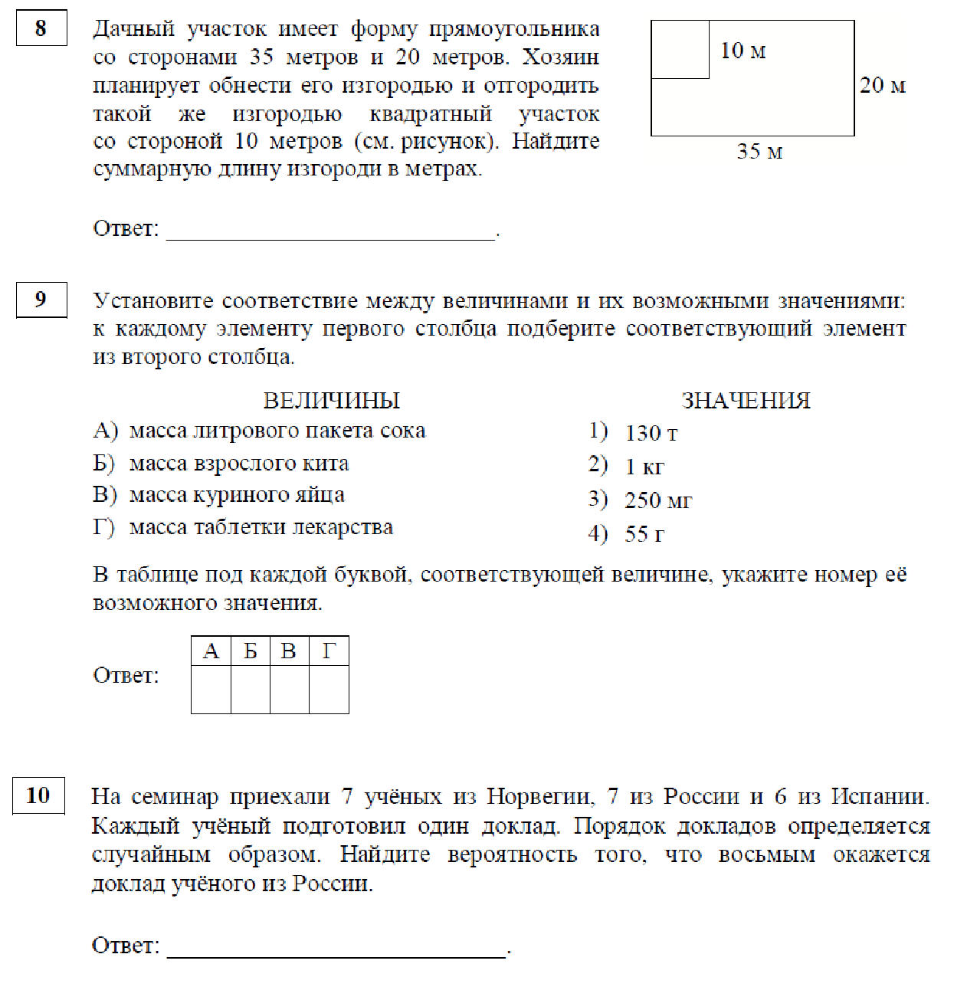 8
Дачный участок имеет форму прямоугольника
со сторонами 35 метров и 20 метров. Хозяин
планирует обнести его изгородью и отгородить
такой же изгородью квадратный участок
со стороной 10 метров (см. рисунок). Найдите
суммарную длину изгороди в метрах.
10 м
20 м
35 м
Ответ: ____________________________.
9
Установите соответствие между величинами и их возможными значениями:
к каждому элементу первого столбца подберите соответствующий элемент
из второго столбца.
ВЕЛИЧИНЫ ЗНАЧЕНИЯ
А) масса литрового пакета сока 1) 130 т
Б) масса взрослого кита 2) 1 кг
В) масса куриного яйца 3) 250 мг
Г) масса таблетки лекарства 4) 55 г
В таблице под каждой буквой, соответствующей величине, укажите номер её
возможного значения.
А Б В Г
Ответ:
10
На семинар приехали 7 учёных из Норвегии, 7 из России и 6 из Испании.
Каждый учёный подготовил один доклад. Порядок докладов определяется
случайным образом. Найдите вероятность того, что восьмым окажется
доклад учёного из России.
Ответ: ____________________________.